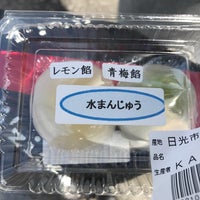 レモン餡 青梅餡
水まんじゅう
産地 日光市
品名
生産者 KA